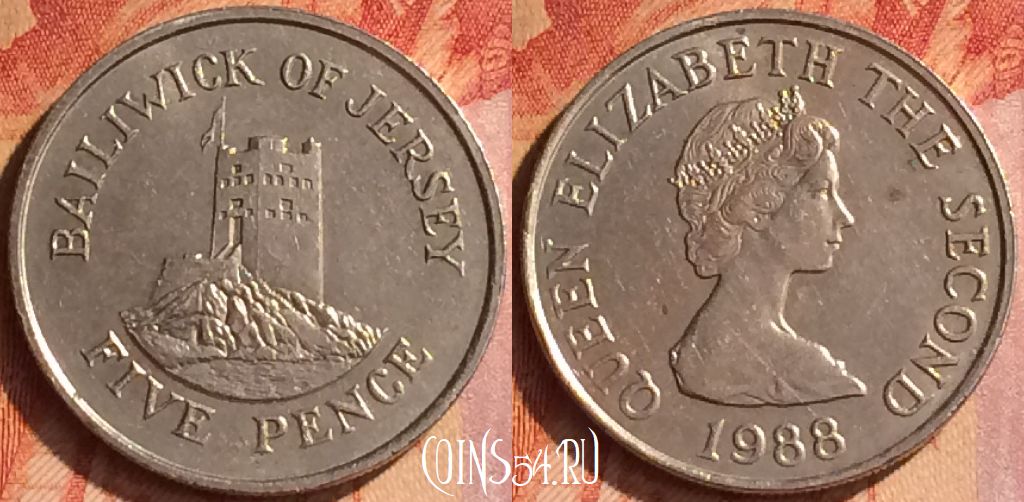 BAILIWICK OF JERSEY
FIVE PENCE
QUEEN ELIZABETH THE SECOND
1988
COINS54.RU